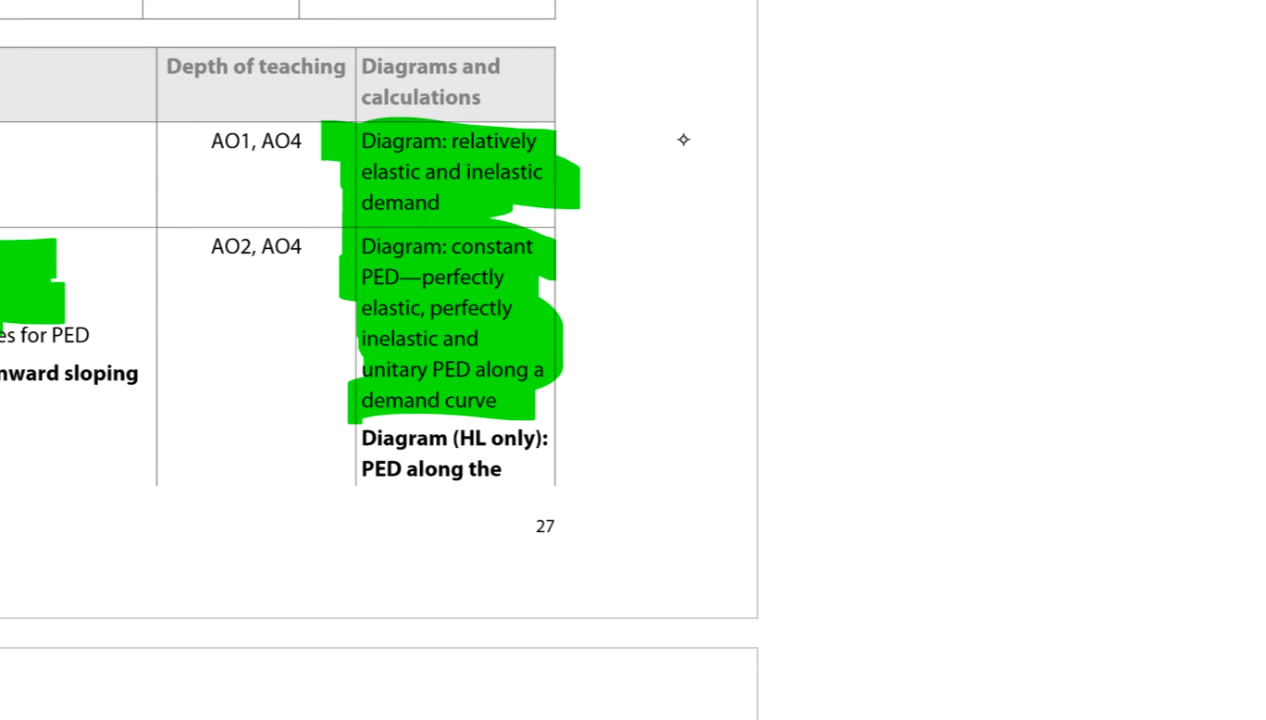 Depth of teaching
Diagrams and
calculations
AO1, AO4
Diagram: relatively
elastic and inelastic
demand
AO2, AO4
Diagram: constant
PED—perfectly
elastic, perfectly
inelastic and
unitary PED along a
demand curve
es for PED
nward sloping
Diagram (HL only):
PED along the
27